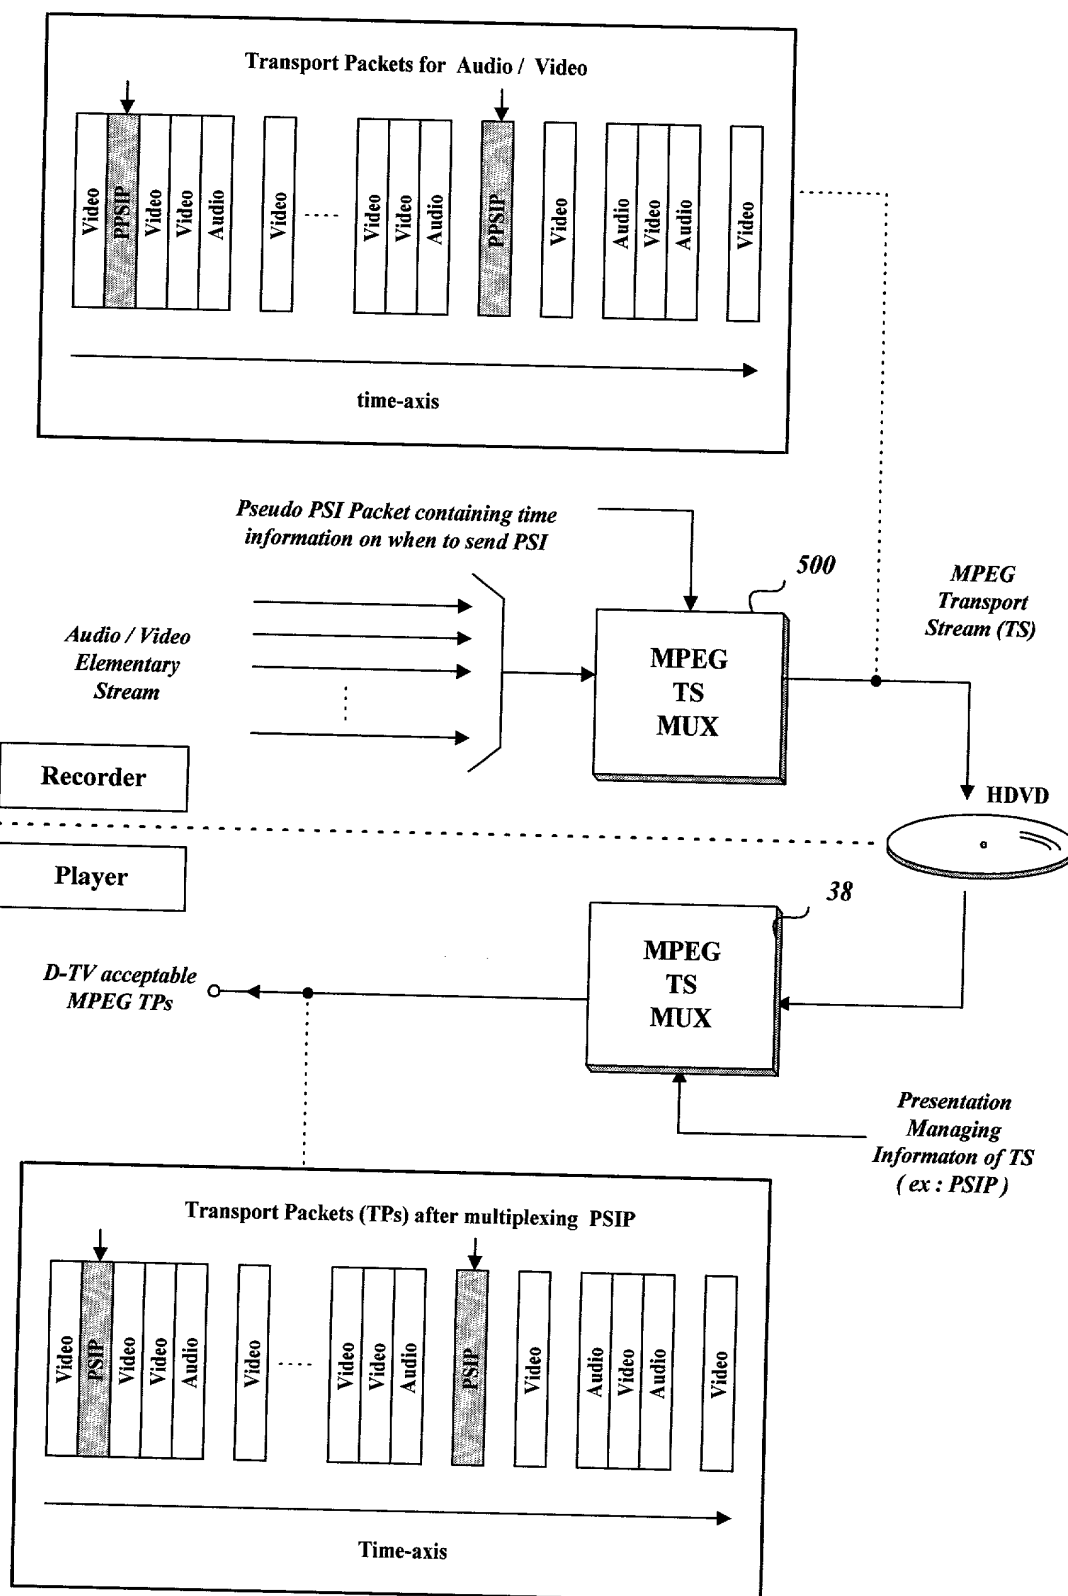 Transport Packets for Audio / Video
Video
PPSIP
Video
Video
Audio
Video
Video
Video
Audio
PPSIP
Video
Audio
Video
Audio
Video
time-axis
Pseudo PSI Packet containing time
information on when to send PSI
500
MPEG
Transport
Stream (TS)
Audio / Video
Elementary
Stream
MPEG
TS
MUX
Recorder
HDVD
Player
38
D-TV acceptable
MPEG TPs
MPEG
TS
MUX
Presentation
Managing
Informaton of TS
( ex : PSIP )
Transport Packets (TPs) after multiplexing PSIP
Video
PSIP
Video
Video
Audio
Video
Video
Video
Audio
PSIP
Video
Audio
Video
Audio
Video
Time-axis